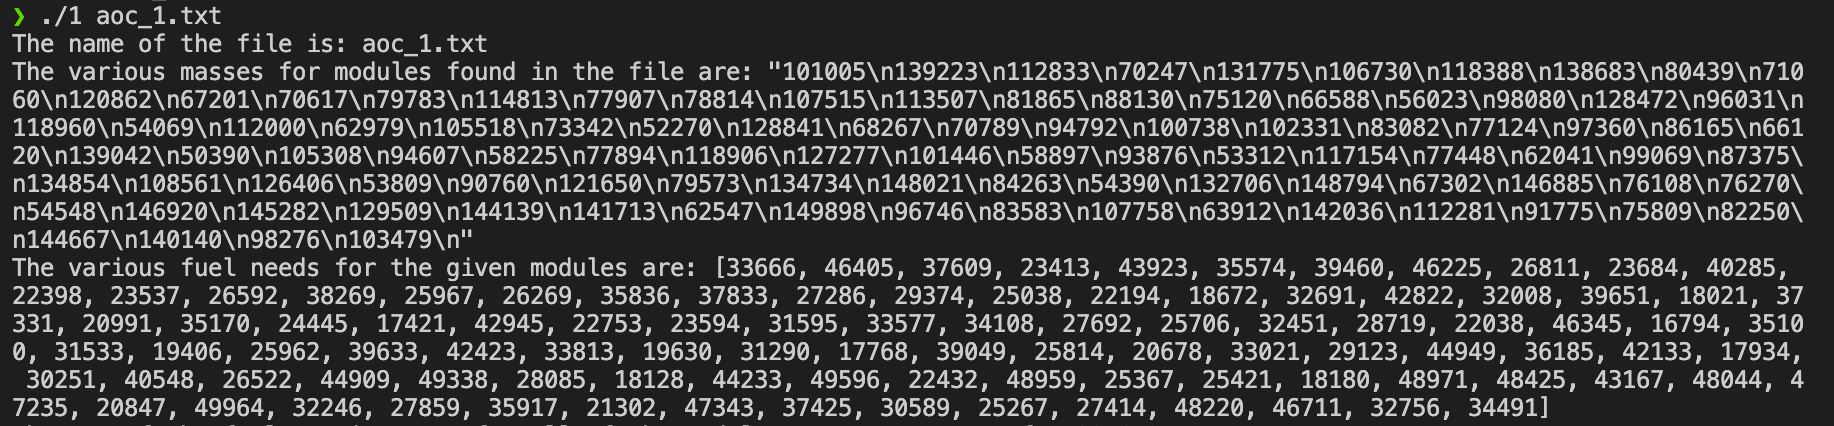 ❯ ./1 aoc_1.txt
The name of the file is: aoc_1.txt
The various masses for modules found in the file are: "101005\n139223\n112833\n70247\n131775\n106730\n118388\n138683\n80439\n710
60\n120862\n67201\n70617\n79783\n114813\n77907\n78814\n107515\n113507\n81865\n88130\n75120\n66588\n56023\n98080\n128472\n96031\n
118960\n54069\n112000\n62979\n105518\n73342\n52270\n128841\n68267\n70789\n94792\n100738\n102331\n83082\n77124\n97360\n86165\n661
20\n139042\n50390\n105308\n94607\n58225\n77894\n118906\n127277\n101446\n58897\n93876\n53312\n117154\n77448\n62041\n99069\n87375\
n134854\n108561\n126406\n53809\n90760\n121650\n79573\n134734\n148021\n84263\n54390\n132706\n148794\n67302\n146885\n76108\n76270\
n54548\n146920\n145282\n129509\n144139\n141713\n62547\n149898\n96746\n83583\n107758\n63912\n142036\n112281\n91775\n75809\n82250\
n144667\n140140\n98276\n103479\n"
The various fuel needs for the given modules are: [33666, 46405, 37609, 23413, 43923, 35574, 39460, 46225, 26811, 23684, 40285,
22398, 23537, 26592, 38269, 25967, 26269, 35836, 37833, 27286, 29374, 25038, 22194, 18672, 32691, 42822, 32008, 39651, 18021, 37
331, 20991, 35170, 24445, 17421, 42945, 22753, 23594, 31595, 33577, 34108, 27692, 25706, 32451, 28719, 22038, 46345, 16794, 3510
0, 31533, 19406, 25962, 39633, 42423, 33813, 19630, 31290, 17768, 39049, 25814, 20678, 33021, 29123, 44949, 36185, 42133, 17934,
30251, 40548, 26522, 44909, 49338, 28085, 18128, 44233, 49596, 22432, 48959, 25367, 25421, 18180, 48971, 48425, 43167, 48044, 4
7235, 20847, 49964, 32246, 27859, 35917, 21302, 47343, 37425, 30589, 25267, 27414, 48220, 46711, 32756, 34491]